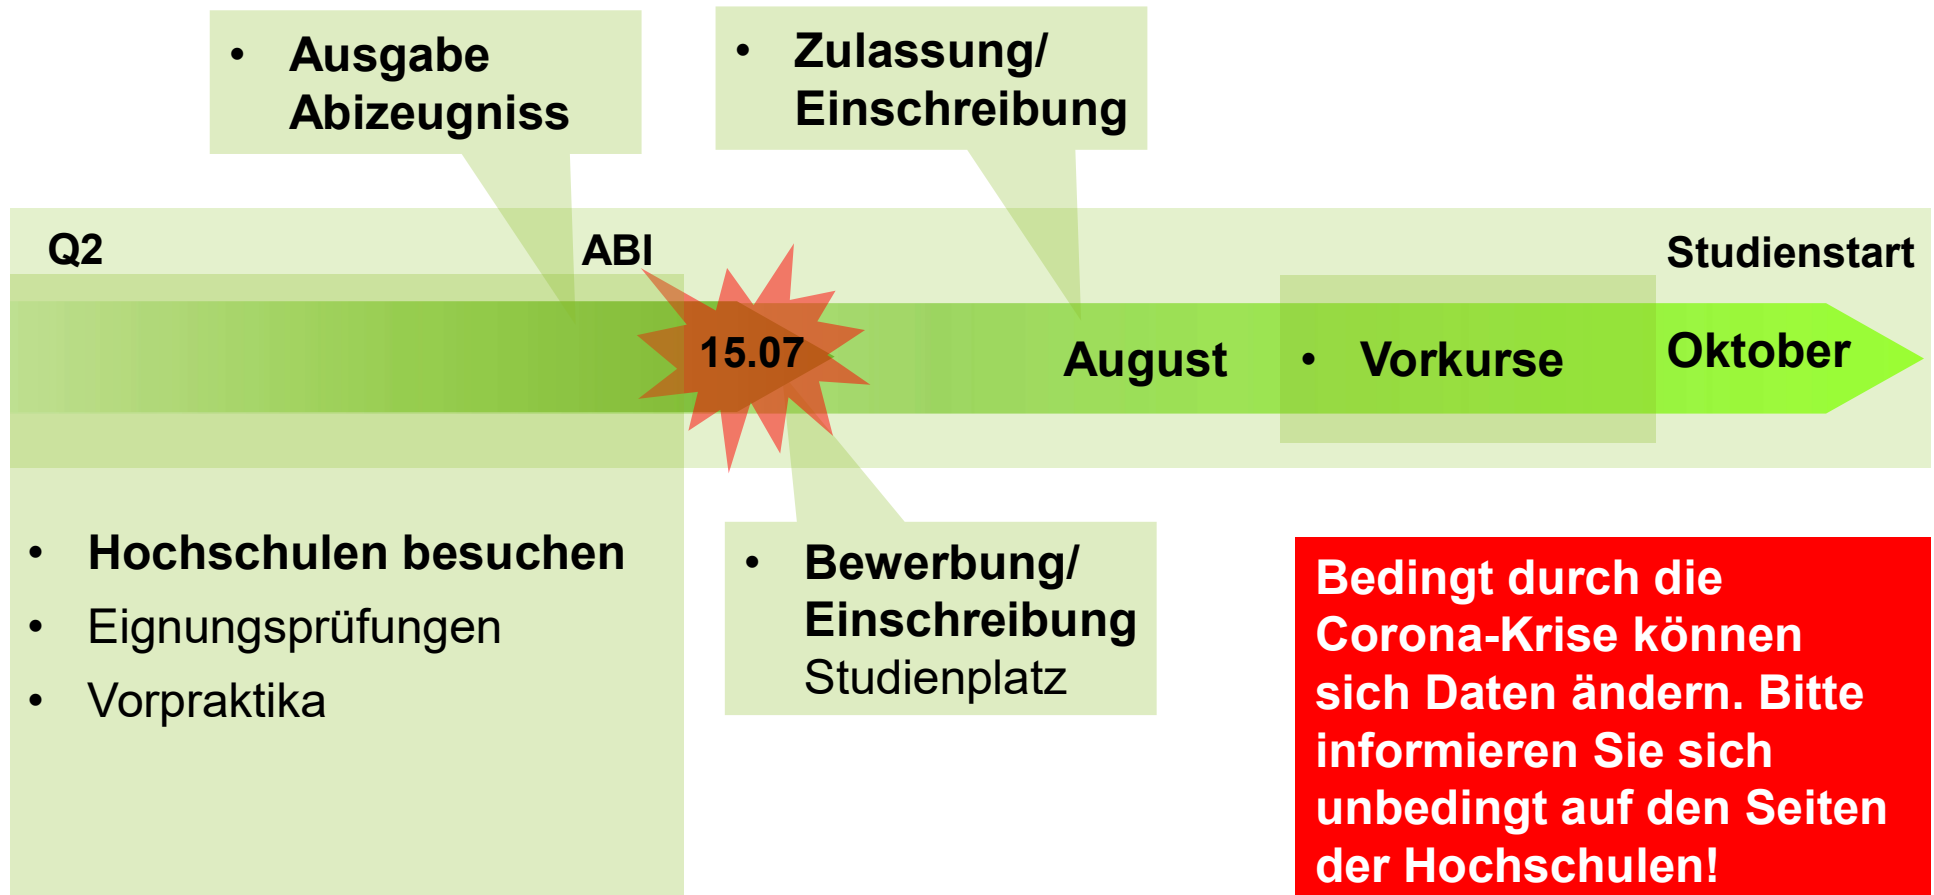 • Ausgabe
Abizeugniss
• Zulassung/
Einschreibung
Q2
ABI
Studienstart
15.07
August
• Vorkurse
Oktober
• Hochschulen besuchen
• Eignungsprüfungen
• Vorpraktika
• Bewerbung/
Einschreibung
Studienplatz
Bedingt durch die
Corona-Krise können
sich Daten ändern. Bitte
informieren Sie sich
unbedingt auf den Seiten
der Hochschulen!